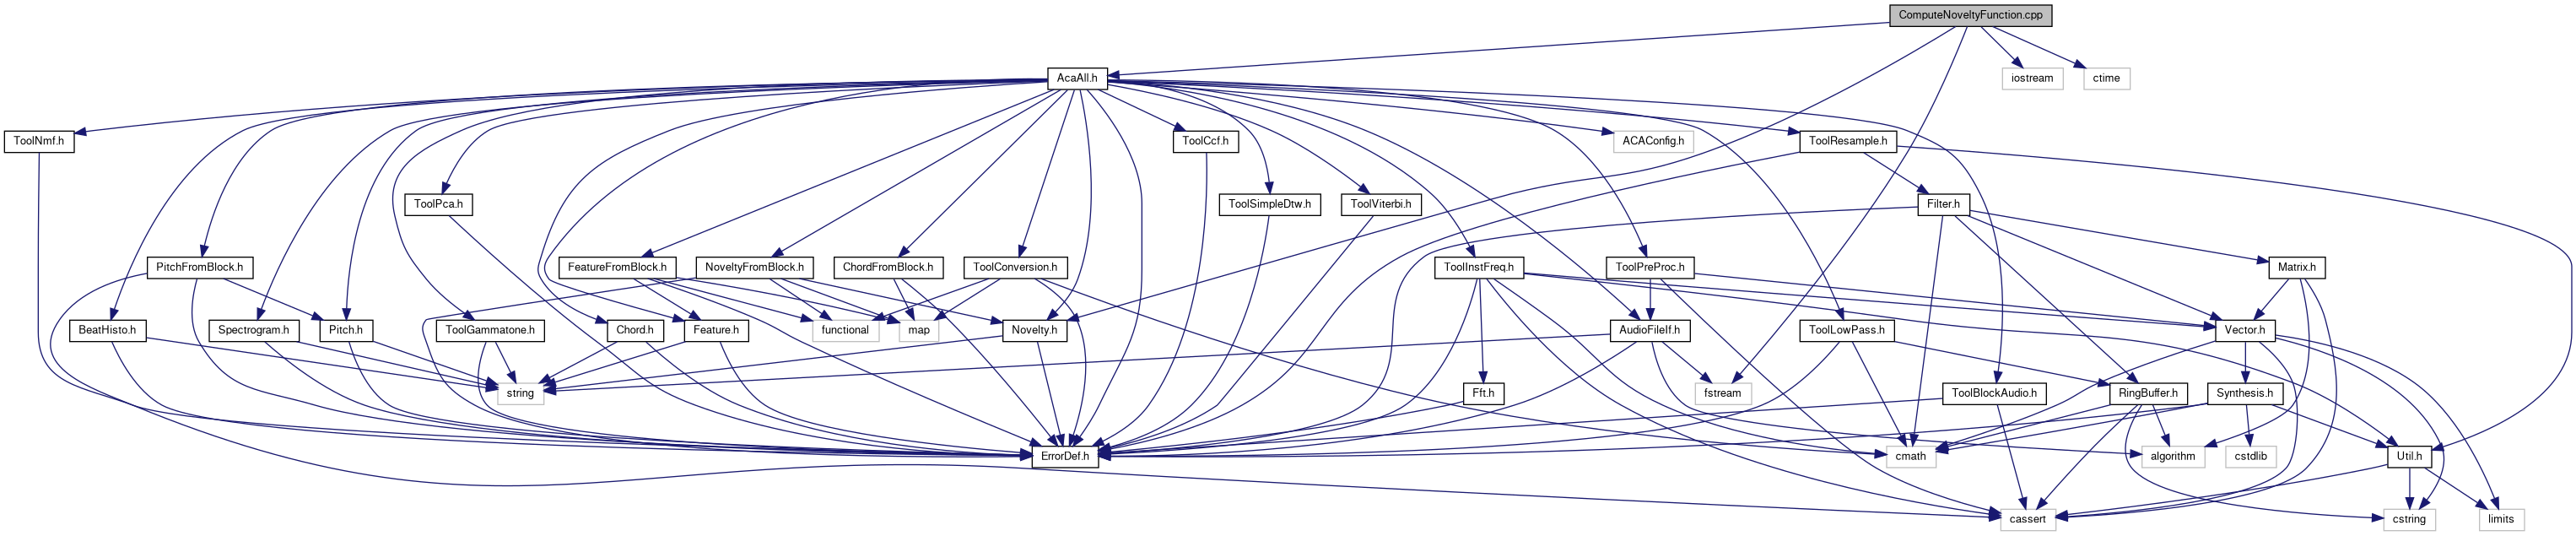 ComputeNoveltyFunction.cpp
AcaAll.h
iostream
ctime
ToolNmf.h
ToolCcf.h
ACAConfig.h
ToolResample.h
ToolPca.h
ToolSimpleDtw.h
ToolViterbi.h
Filter.h
PitchFromBlock.h
FeatureFromBlock.h
NoveltyFromBlock.h
ChordFromBlock.h
ToolConversion.h
ToolInstFreq.h
ToolPreProc.h
Matrix.h
BeatHisto.h
Spectrogram.h
Pitch.h
ToolGammatone.h
Chord.h
Feature.h
functional
map
Novelty.h
AudioFileIf.h
ToolLowPass.h
Vector.h
string
Fft.h
fstream
ToolBlockAudio.h
RingBuffer.h
Synthesis.h
ErrorDef.h
cmath
algorithm
cstdlib
Util.h
cassert
cstring
limits